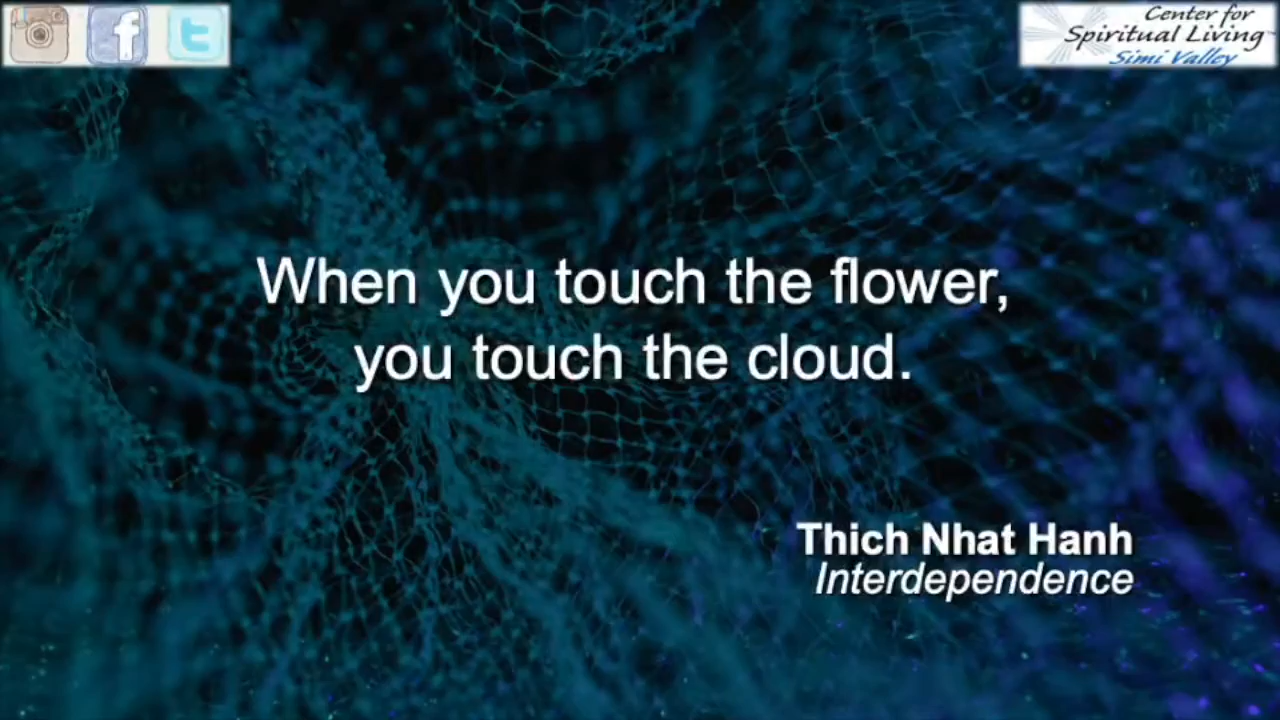 Center for
Spiritual Living
Simi Valley
When you touch the flower,
you touch the cloud.
Thich Nhat Hanh
Interdependence